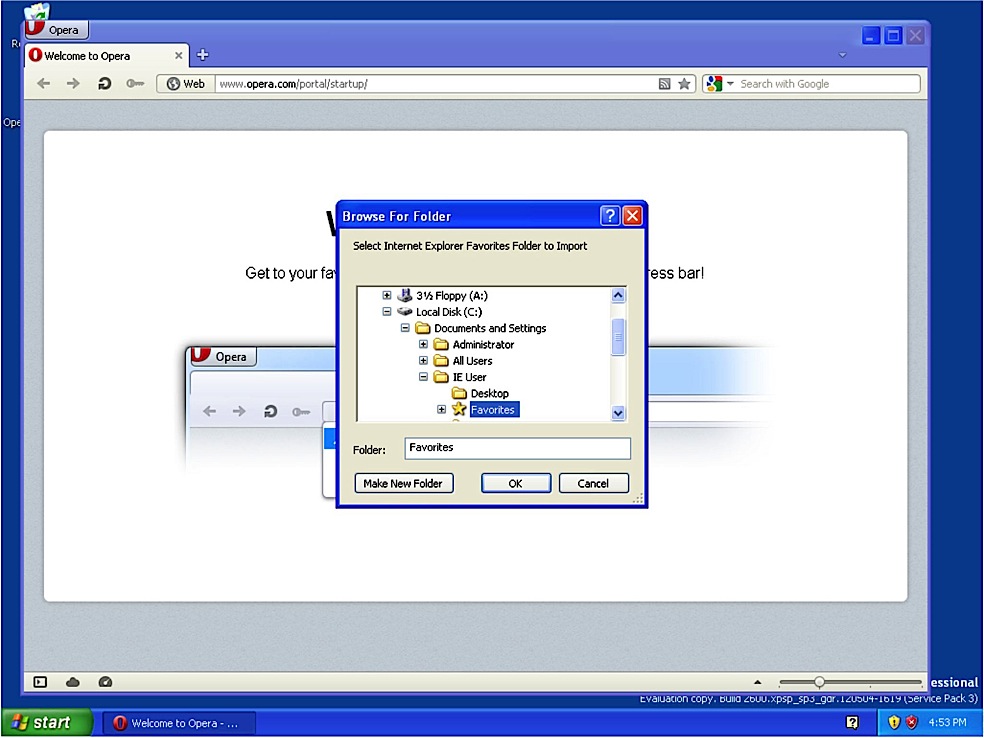 Opera
Welcome to Opera
Web
www.opera.com/portal/startup/
Search with Google
Browse For Folder
Select Internet Explorer Favorites Folder to Import
Get to your fa
ress bar!
3½ Floppy (A:)
Local Disk (C:)
Documents and Settings
Administrator
All Users
IE User
Desktop
Favorites
Opera
Folder: Favorites
Make New Folder
OK
Cancel
essional
Evaluation copy. Build 2600.xpsp_sp3_gdr.120504-1619 (Service Pack 3)
start
Welcome to Opera - ...
4:53 PM